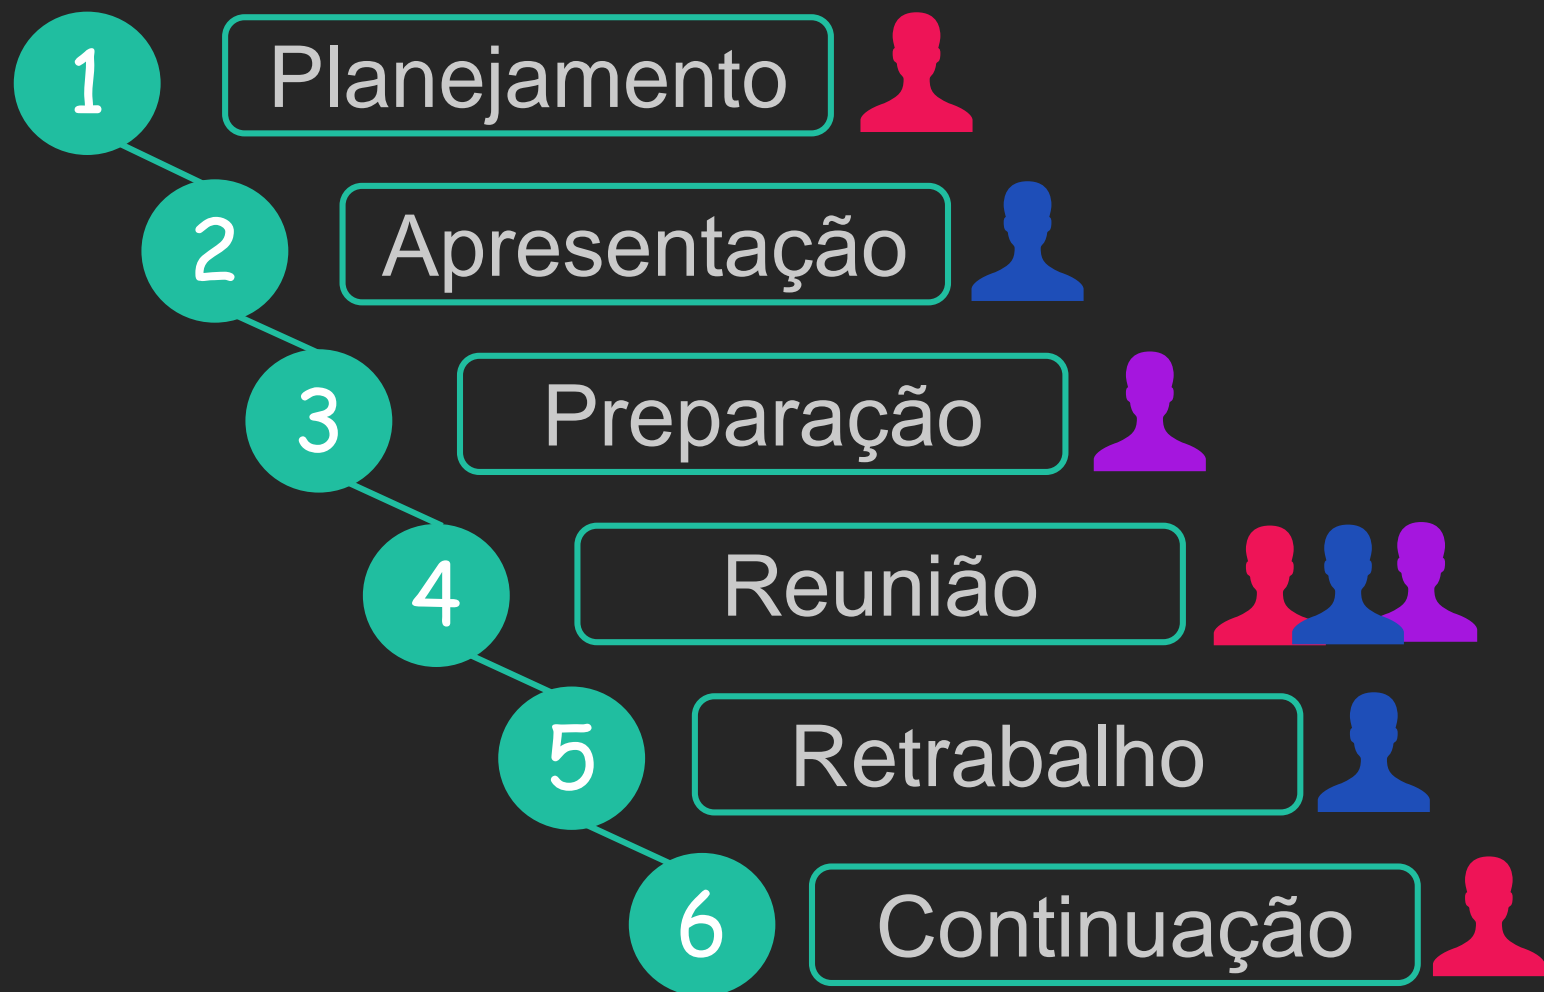 1 Planejamento
2 Apresentação
3 Preparação
4 Reunião
5 Retrabalho
6 Continuação